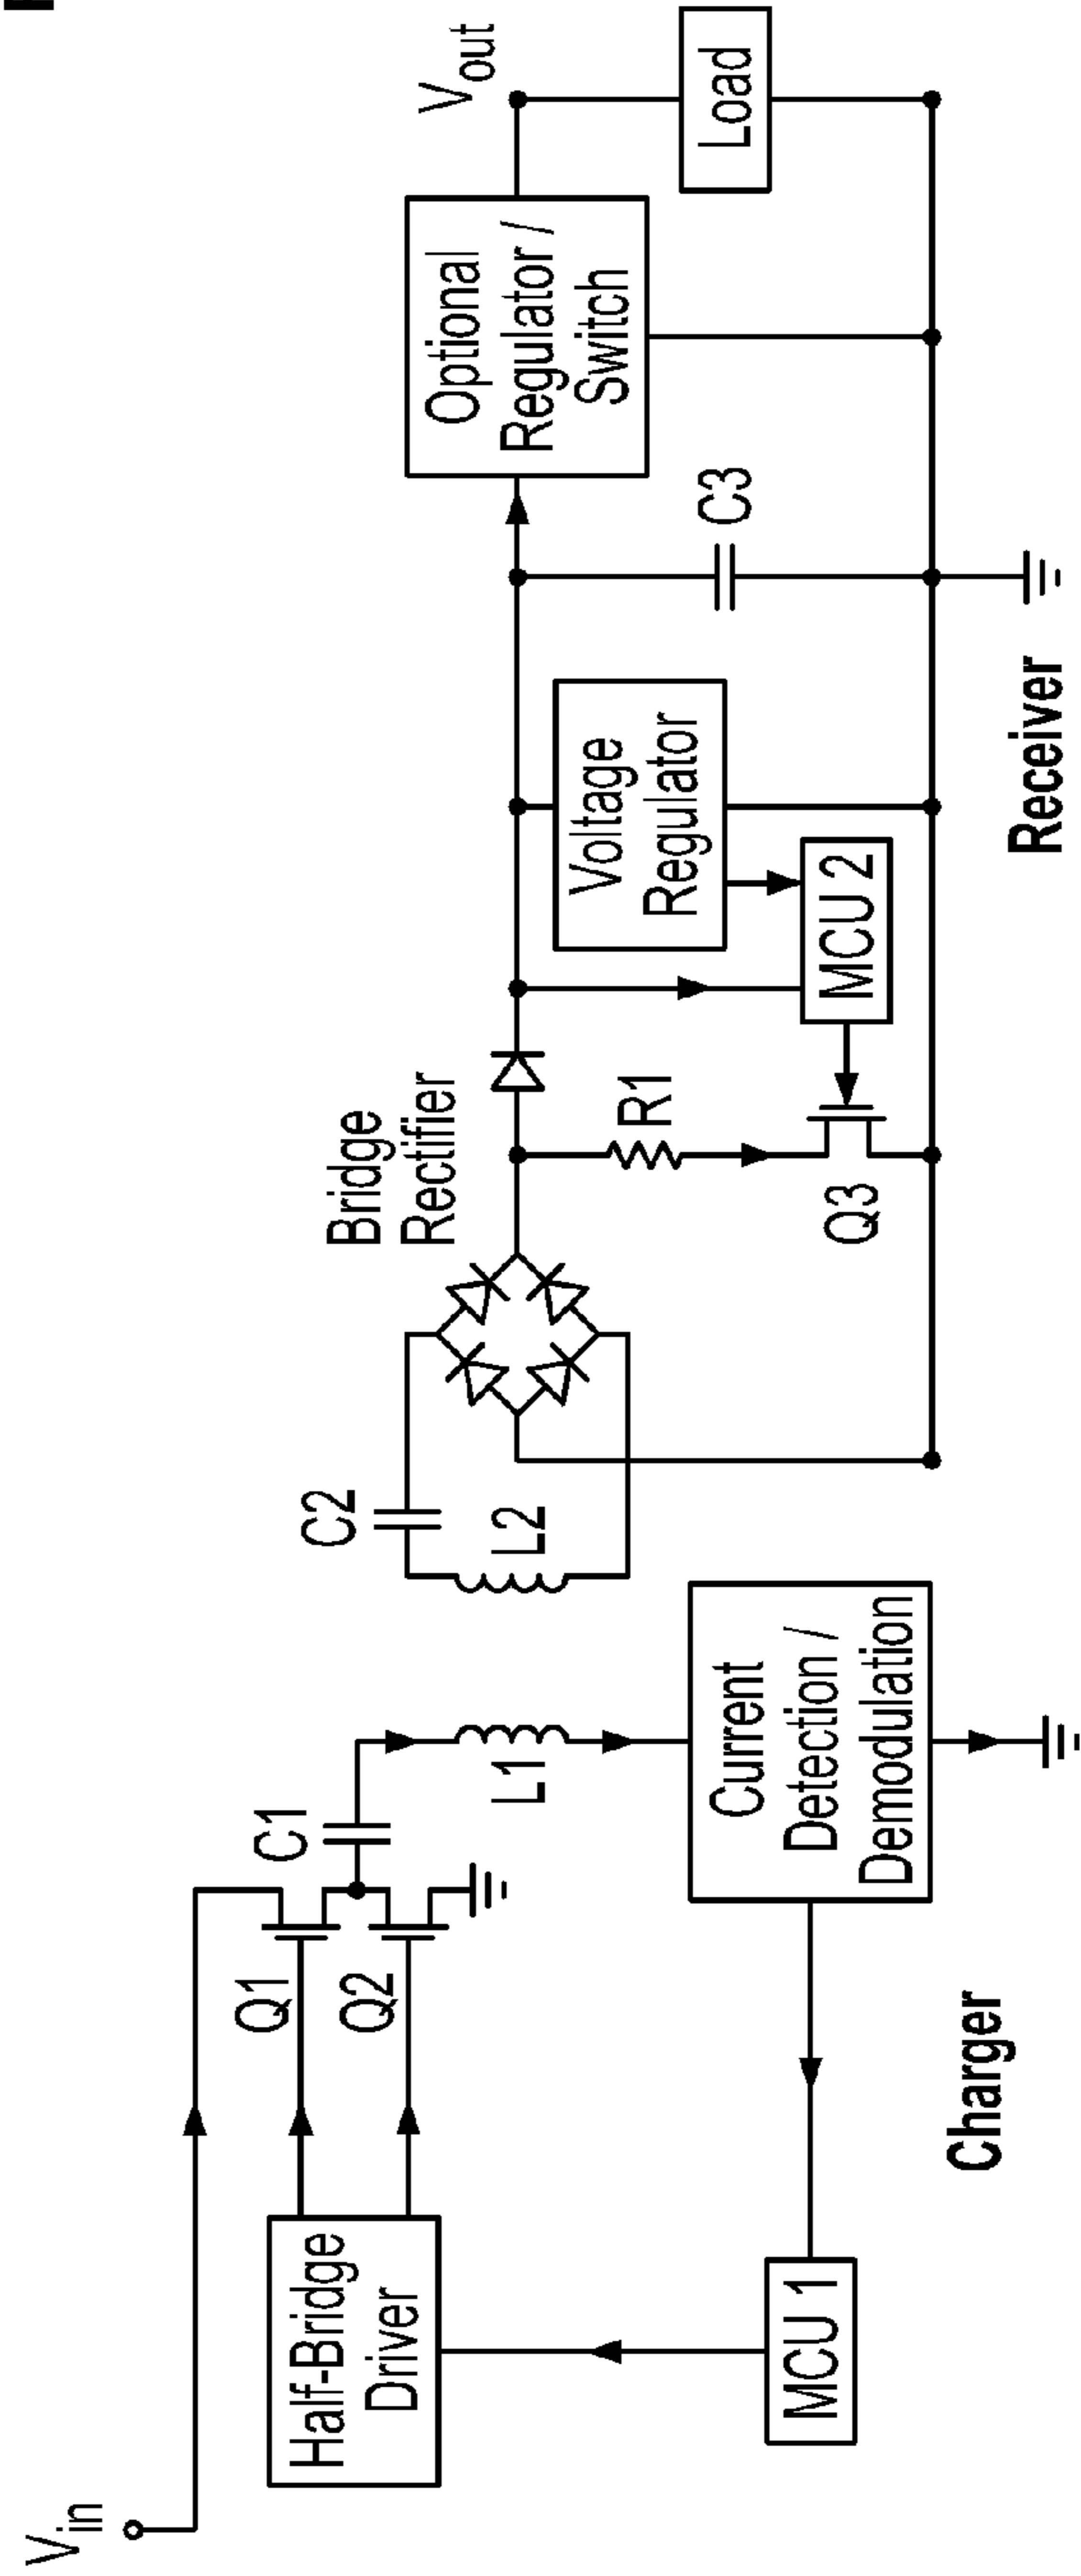 V_in
Half-Bridge
Driver
MCU 1
Q1
Q2
C1
L1
Current
Detection /
Demodulation
Charger
C2
L2
Bridge
Rectifier
R1
Q3
MCU 2
Voltage
Regulator
C3
Receiver
Optional
Regulator /
Switch
V_out
Load